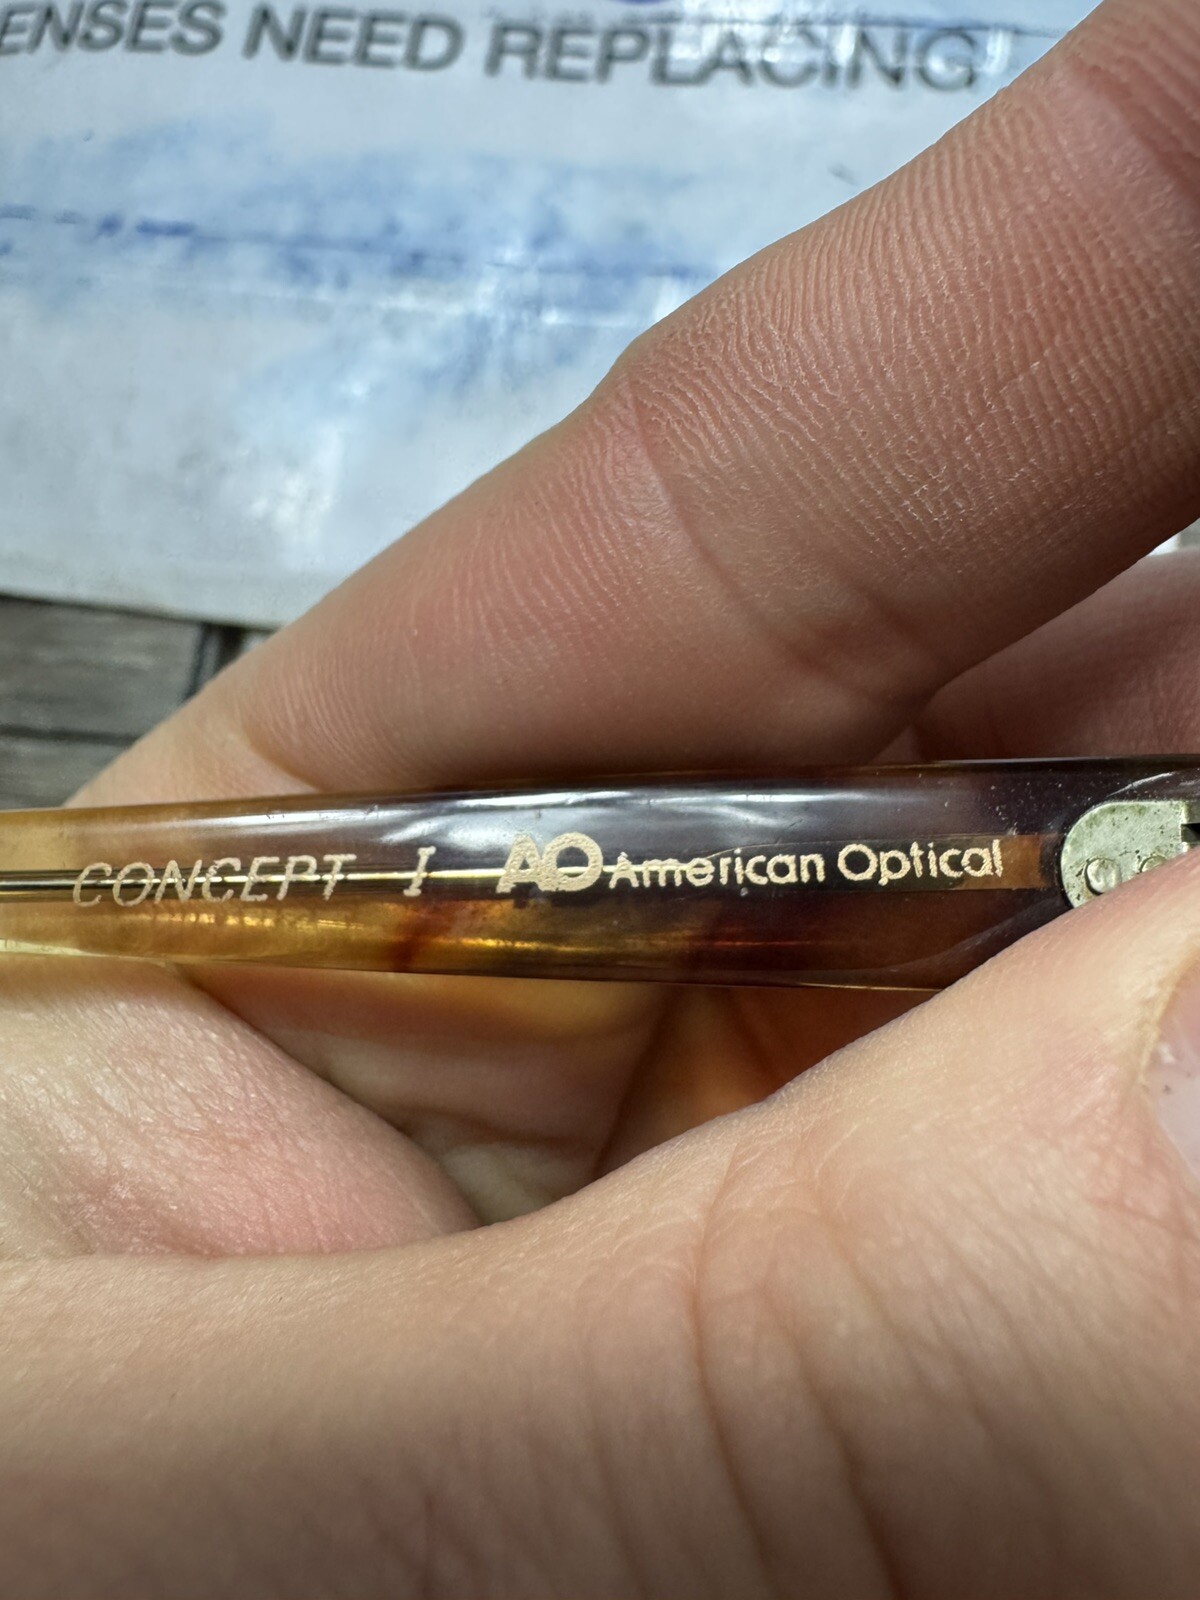 ENSES NEED REPLACING
CONCEPT I AO American Optical